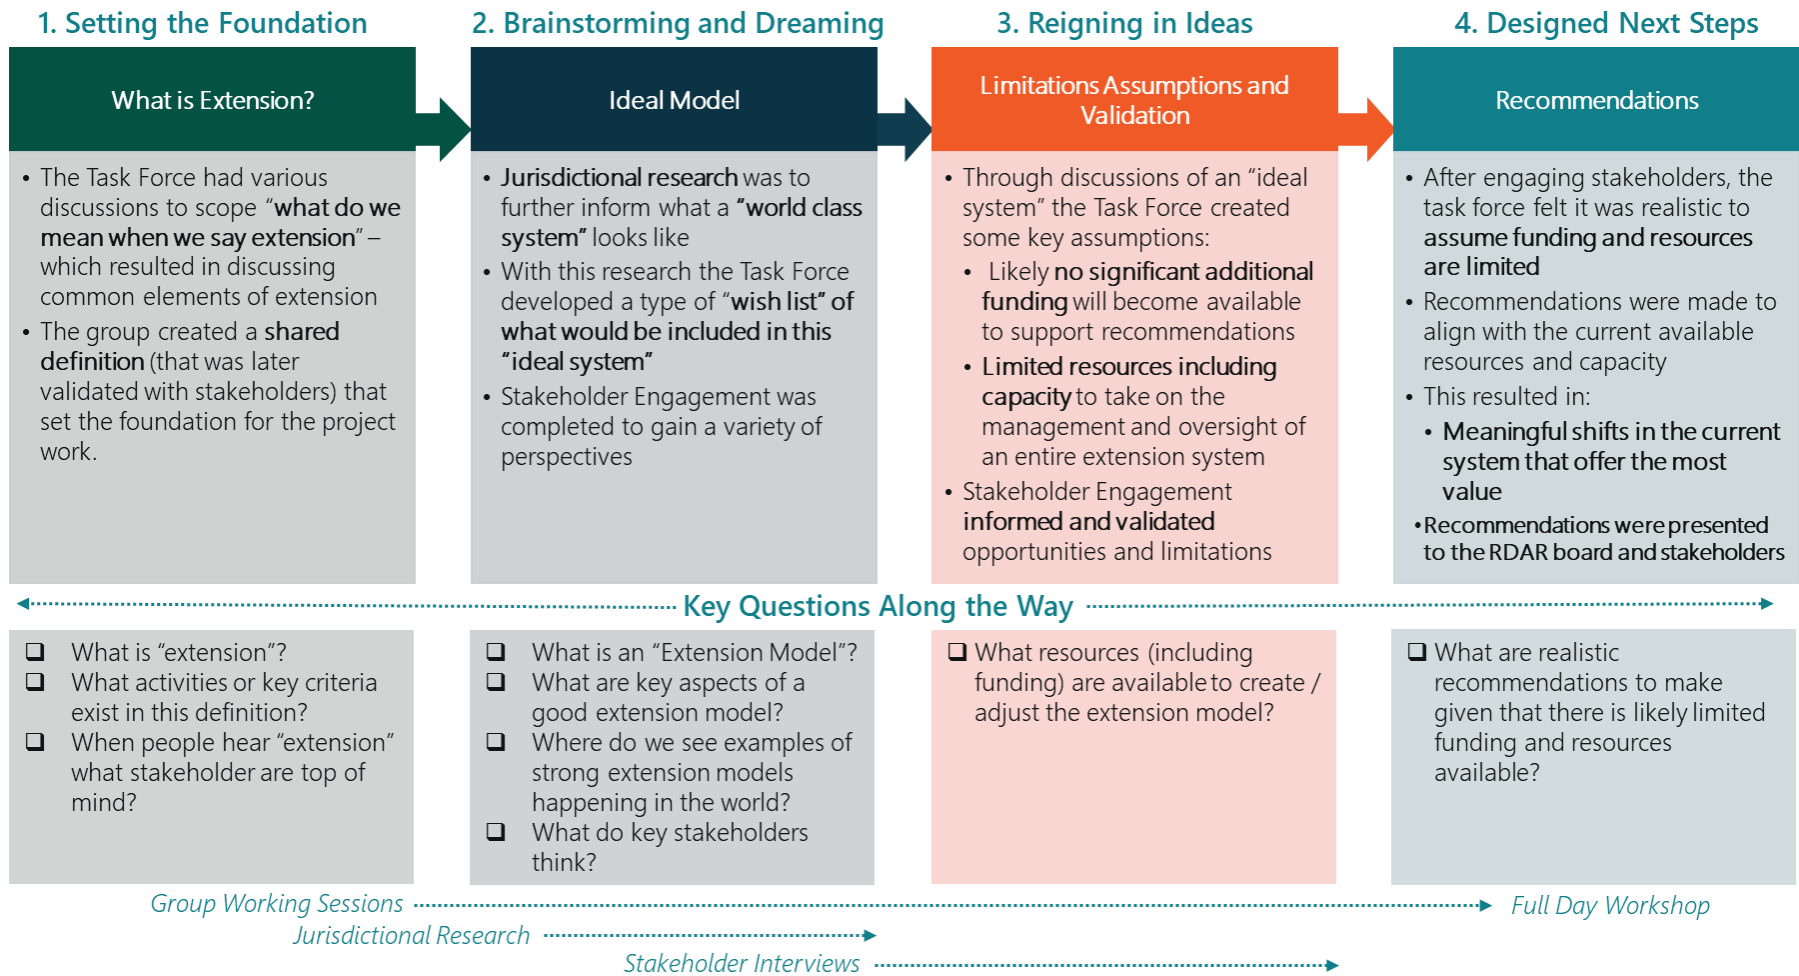 1. Setting the Foundation
2. Brainstorming and Dreaming
3. Reigning in Ideas
4. Designed Next Steps
What is Extension?
Ideal Model
Limitations Assumptions and
Validation
Recommendations
• The Task Force had various
discussions to scope “what do we
mean when we say extension” –
which resulted in discussing
common elements of extension
• The group created a shared
definition (that was later
validated with stakeholders) that
set the foundation for the project
work.
• Jurisdictional research was to
further inform what a “world class
system” looks like
• With this research the Task Force
developed a type of “wish list” of
what would be included in this
“ideal system”
• Stakeholder Engagement was
completed to gain a variety of
perspectives
• Through discussions of an “ideal
system” the Task Force created
some key assumptions:
• Likely no significant additional
funding will become available
to support recommendations
• Limited resources including
capacity to take on the
management and oversight of
an entire extension system
• Stakeholder Engagement
informed and validated
opportunities and limitations
• After engaging stakeholders, the
task force felt it was realistic to
assume funding and resources
are limited
• Recommendations were made to
align with the current available
resources and capacity
• This resulted in:
• Meaningful shifts in the current
system that offer the most
value
• Recommendations were presented
to the RDAR board and stakeholders
Key Questions Along the Way
❑ What is “extension”?
❑ What activities or key criteria
exist in this definition?
❑ When people hear “extension”
what stakeholder are top of
mind?
❑ What is an “Extension Model”?
❑ What are key aspects of a
good extension model?
❑ Where do we see examples of
strong extension models
happening in the world?
❑ What do key stakeholders
think?
❑ What resources (including
funding) are available to create /
adjust the extension model?
❑ What are realistic
recommendations to make
given that there is likely limited
funding and resources
available?
Group Working Sessions
Full Day Workshop
Jurisdictional Research
Stakeholder Interviews